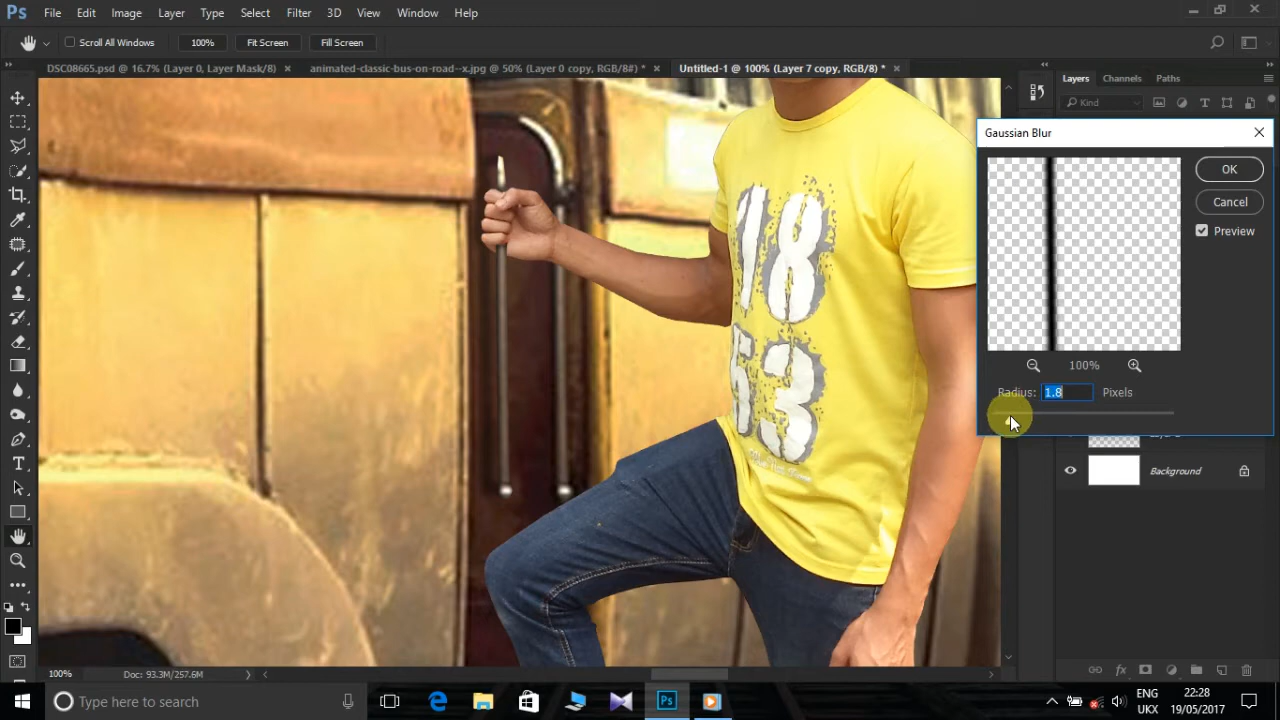 Ps File Edit Image Layer Type Select Filter 3D View Window Help
Scroll All Windows 100% Fit Screen Fill Screen
DSC08665.psd @ 16.7% (Layer 0, Layer Mask/8) × animated-classic-bus-on-road--x.jpg @ 50% (Layer 0 copy, RGB/8#) * × Untitled-1 @ 100% (Layer 7 copy, RGB/8) * ×
Layers Channels Paths
Kind
Gaussian Blur
OK
Cancel
Preview
100%
Radius: 1.8 Pixels
Background
18
63
100% Doc: 93.3M/257.6M
Type here to search
ENG
UKX
22:28
19/05/2017